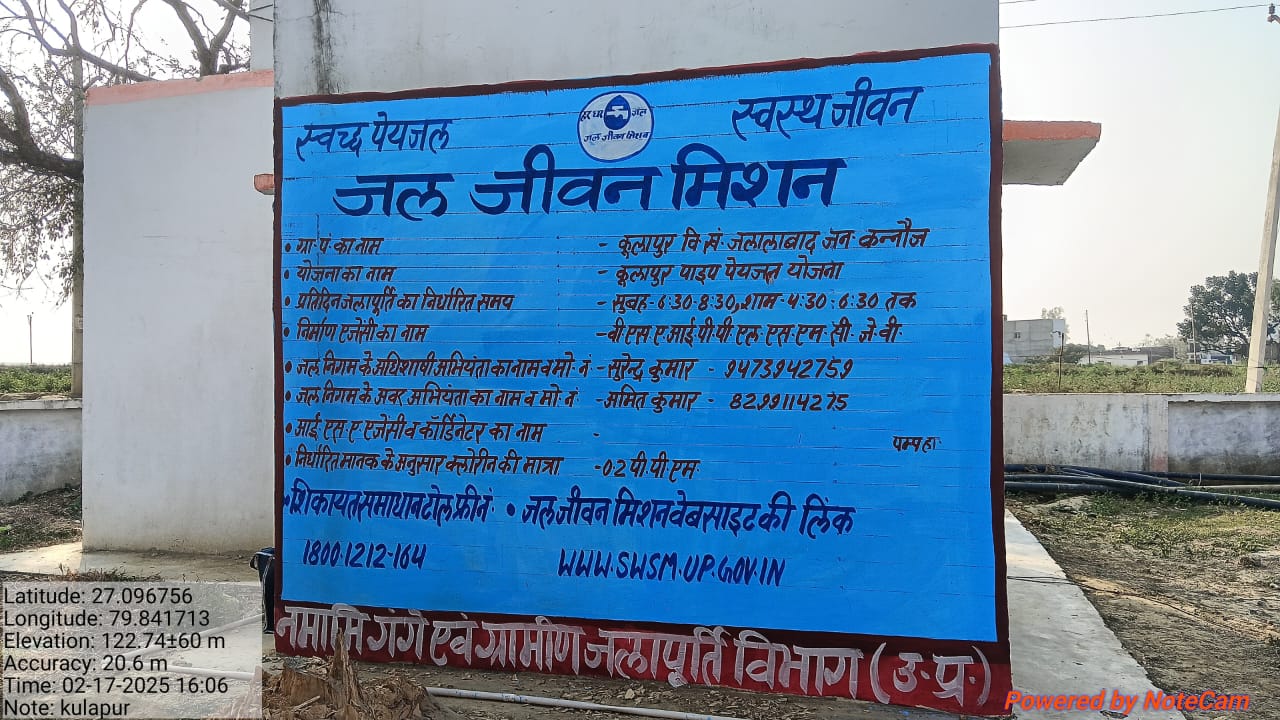 स्वच्छ पेयजल
हर घर जल
जल जीवन मिशन
स्वस्थ जीवन
जल जीवन मिशन
• ग्रा. पं. का नाम - कूलापुर वि. सं. जलालाबाद जन. कन्नौज
• योजना का नाम - कूलापुर पाइप पेयजल योजना
• प्रतिदिन जलापूर्ति का निर्धारित समय - सुबह-6:30-8:30, शाम-4:30-6:30 तक
• निर्माण एजेंसी का नाम - वी एस ए आई पी पी एल एस एम सी जे वी
• जल निगम के अधिशाषी अभियंता का नाम व मो. नं - सुरेन्द्र कुमार - 9473942759
• जल निगम के अवर अभियंता का नाम व मो. नं - अमित कुमार - 8299114275
• आई. एस. ए एजेंसी व कॉर्डिनेटर का नाम -
पम्प हा.
• निर्धारित मानक के अनुसार क्लोरीन की मात्रा - 0.2 पी पी एम
• शिकायत समाधान टोल फ्री नं. • जल जीवन मिशन वेबसाइट की लिंक
1800-1212-164 WWW.SWSM.UP.GOV.IN
नमामि गंगे एवं ग्रामीण जलापूर्ति विभाग (उ.प्र.)
Latitude: 27.096756
Longitude: 79.841713
Elevation: 122.74±60 m
Accuracy: 20.6 m
Time: 02-17-2025 16:06
Note: kulapur
Powered by NoteCam